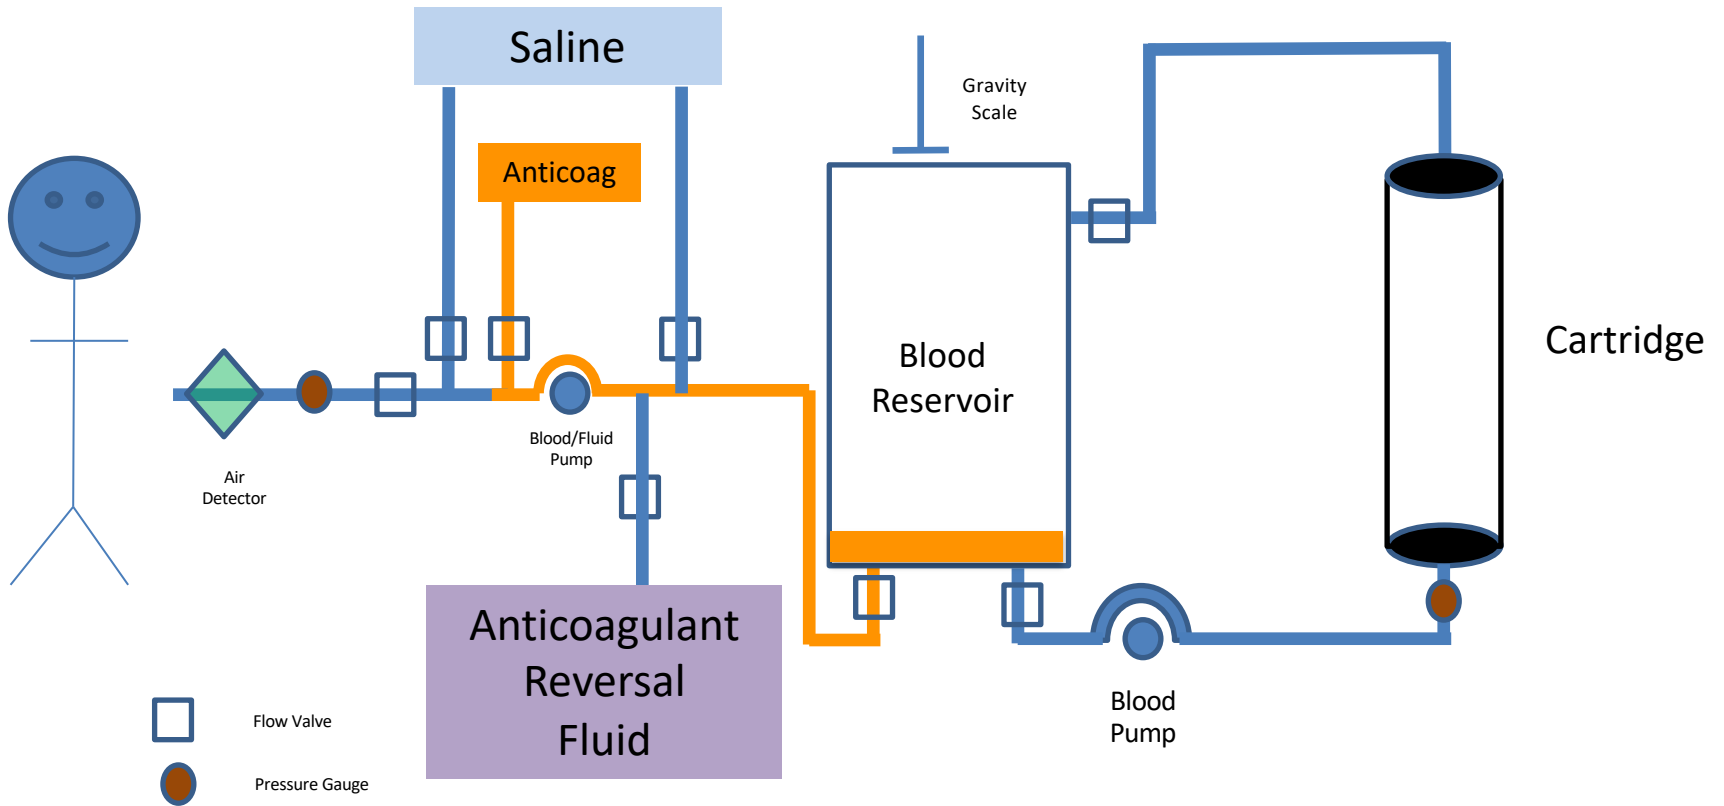 Saline
Gravity
Scale
Anticoag
Blood
Reservoir
Cartridge
Blood/Fluid
Pump
Air
Detector
Anticoagulant
Reversal
Fluid
Blood
Pump
Flow Valve
Pressure Gauge